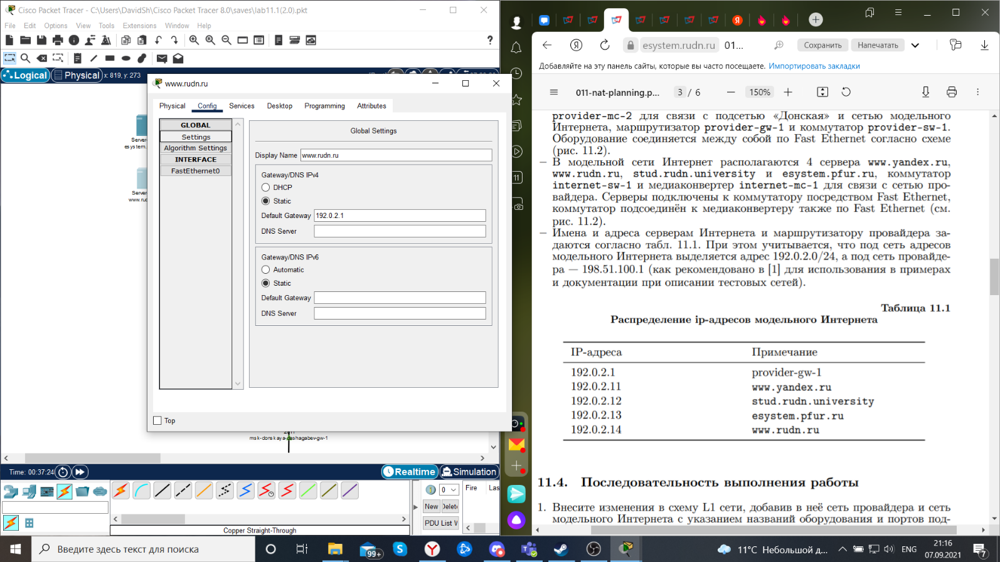 Cisco Packet Tracer - C:\Users\DavidSh\Cisco Packet Tracer 8.0\saves\lab11.1(2.0).pkt
File Edit Options View Tools Extensions Window Help
Logical Physical x: 819, y: 273
www.rudn.ru
Physical Config Services Desktop Programming Attributes
GLOBAL
Settings
Algorithm Settings
INTERFACE
FastEthernet0
Global Settings
Display Name www.rudn.ru
Gateway/DNS IPv4
DHCP
Static
Default Gateway 192.0.2.1
DNS Server
Gateway/DNS IPv6
Automatic
Static
Default Gateway
DNS Server
Top
msk-donskaya-dashagabev-gw-1
Time: 00:37:24
Realtime Simulation
0
Fire Las
New Delete
PDU List W
Copper Straight-Through
esystem.rudn.ru 01...
Сохранить Напечатать
Добавляйте на эту панель сайты, которые вы часто посещаете. Импортировать закладки
011-nat-planning.p... 3 / 6 150%
provider-mc-2 для связи с подсетью «Донская» и сетью модельного
Интернета, маршрутизатор provider-gw-1 и коммутатор provider-sw-1.
Оборудование соединяется между собой по Fast Ethernet согласно схеме
(рис. 11.2).
– В модельной сети Интернет располагаются 4 сервера www.yandex.ru,
www.rudn.ru, stud.rudn.university и esystem.pfur.ru, коммутатор
internet-sw-1 и медиаконвертер internet-mc-1 для связи с сетью про-
вайдера. Серверы подключены к коммутатору посредством Fast Ethernet,
коммутатор подсоединён к медиаконвертеру также по Fast Ethernet (см.
рис. 11.2).
– Имена и адреса серверам Интернета и маршрутизатору провайдера за-
даются согласно табл. 11.1. При этом учитывается, что под сеть адресов
модельного Интернета выделяется адрес 192.0.2.0/24, а под сеть провайде-
ра — 198.51.100.1 (как рекомендовано в [1] для использования в примерах
и документации при описании тестовых сетей).
Таблица 11.1
Распределение ip-адресов модельного Интернета
IP-адреса Примечание
192.0.2.1 provider-gw-1
192.0.2.11 www.yandex.ru
192.0.2.12 stud.rudn.university
192.0.2.13 esystem.pfur.ru
192.0.2.14 www.rudn.ru
11.4. Последовательность выполнения работы
1. Внесите изменения в схему L1 сети, добавив в неё сеть провайдера и сеть
модельного Интернета с указанием названий оборудования и портов под-
Введите здесь текст для поиска
99+
11°C Небольшой д...
ENG
21:16
07.09.2021
7